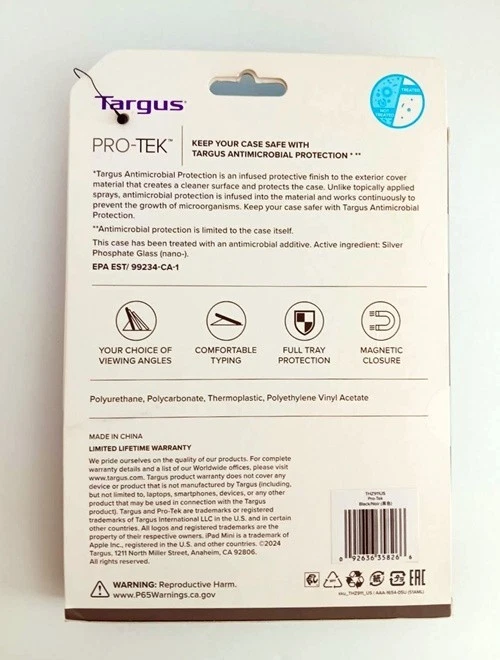 Targus®
TREATED
NOT TREATED
PRO-TEK™
KEEP YOUR CASE SAFE WITH
TARGUS ANTIMICROBIAL PROTECTION * **
*Targus Antimicrobial Protection is an infused protective finish to the exterior cover
material that creates a cleaner surface and protects the case. Unlike topically applied
sprays, antimicrobial protection is infused into the material and works continuously to
prevent the growth of microorganisms. Keep your case safer with Targus Antimicrobial
Protection.
**Antimicrobial protection is limited to the case itself.
This case has been treated with an antimicrobial additive. Active ingredient: Silver
Phosphate Glass (nano-).
EPA EST/ 99234-CA-1
YOUR CHOICE OF
VIEWING ANGLES
COMFORTABLE
TYPING
FULL TRAY
PROTECTION
MAGNETIC
CLOSURE
Polyurethane, Polycarbonate, Thermoplastic, Polyethylene Vinyl Acetate
MADE IN CHINA
LIMITED LIFETIME WARRANTY
We pride ourselves on the quality of our products. For complete
warranty details and a list of our Worldwide offices, please visit
www.targus.com. Targus product warranty does not cover any
device or product that is not manufactured by Targus (including,
but not limited to, laptops, smartphones, devices, or any other
product that may be used in connection with the Targus
product). Targus and Pro-Tek are trademarks or registered
trademarks of Targus International LLC in the U.S. and in certain
other countries. All logos and registered trademarks are the
property of their respective owners. iPad Mini is a trademark of
Apple Inc., registered in the U.S. and other countries. ©2024
Targus, 1211 North Miller Street, Anaheim, CA 92806.
All rights reserved.
THZ911US
Pro-Tek
0 92636 35826 6
WARNING: Reproductive Harm.
www.P65Warnings.ca.gov
EAC